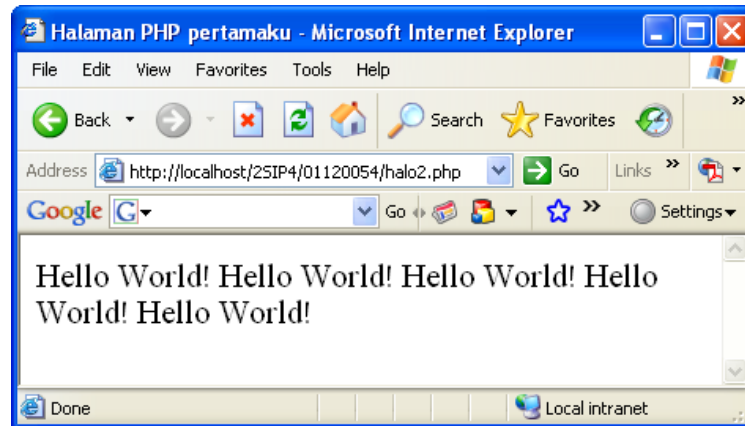 Halaman PHP pertamaku - Microsoft Internet Explorer
File Edit View Favorites Tools Help
Back Search Favorites »
Address http://localhost/2SIP4/01120054/halo2.php Go Links »
Google G Go » Settings
Hello World! Hello World! Hello World! Hello
World! Hello World!
Done Local intranet